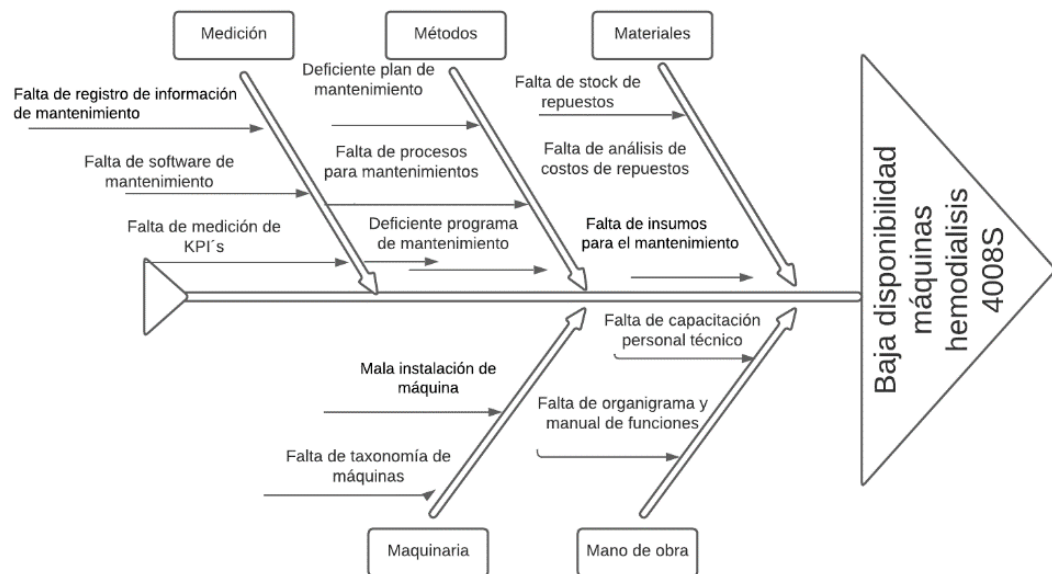 Medición
Métodos
Materiales
Falta de registro de información
de mantenimiento
Falta de software de
mantenimiento
Falta de medición de
KPI´s
Deficiente plan de
mantenimiento
Falta de procesos
para mantenimientos
Deficiente programa
de mantenimiento
Falta de stock de
repuestos
Falta de análisis de
costos de repuestos
Falta de insumos
para el mantenimiento
Baja disponibilidad
máquinas
hemodialisis
4008S
Mala instalación de
máquina
Falta de taxonomía de
máquinas
Falta de capacitación
personal técnico
Falta de organigrama y
manual de funciones
Maquinaria
Mano de obra